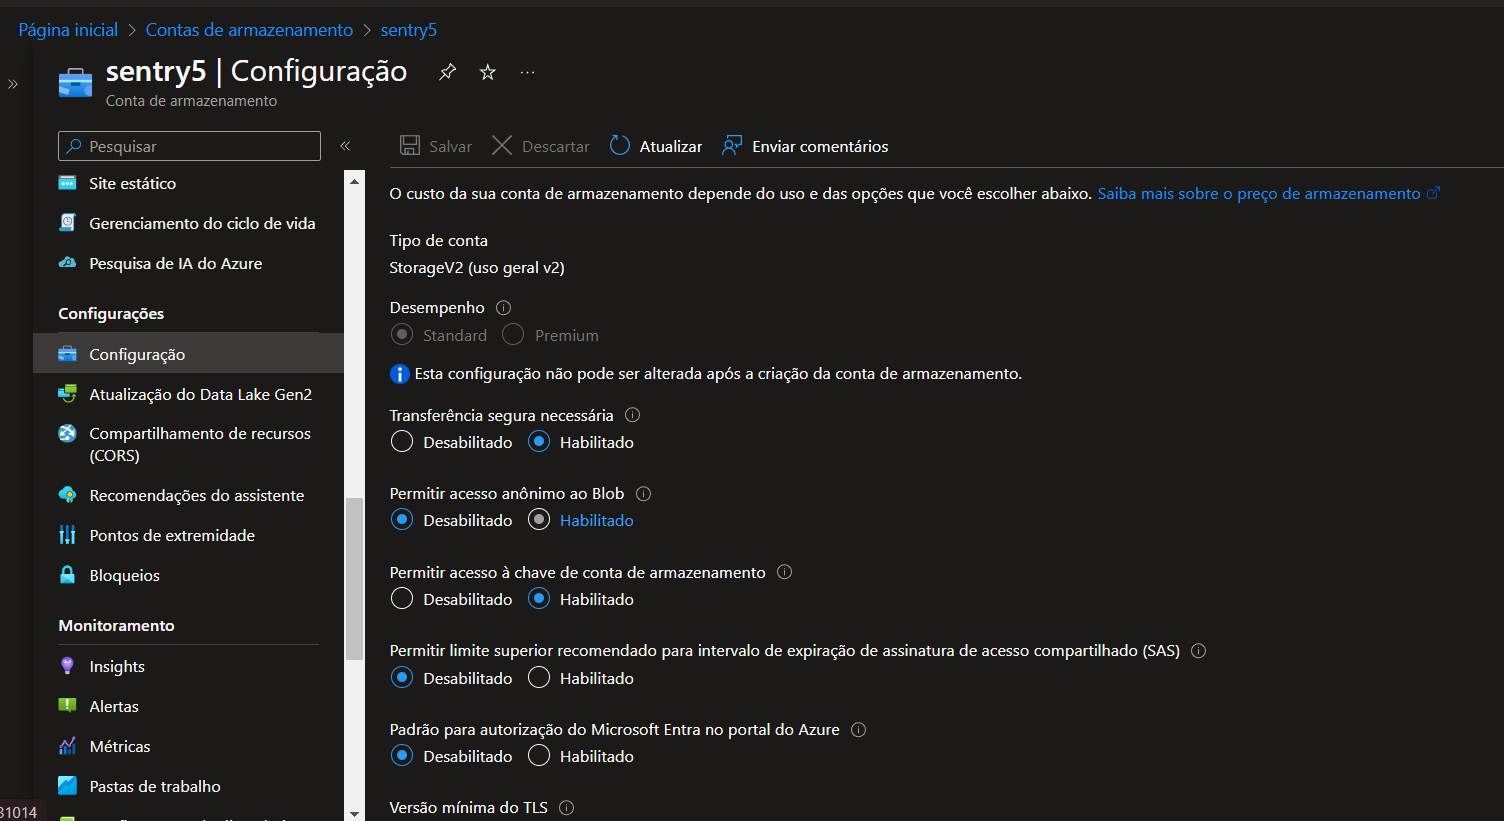 Página inicial > Contas de armazenamento > sentry5
sentry5 | Configuração
Conta de armazenamento
Pesquisar
Site estático
Gerenciamento do ciclo de vida
Pesquisa de IA do Azure
Configurações
Configuração
Atualização do Data Lake Gen2
Compartilhamento de recursos
(CORS)
Recomendações do assistente
Pontos de extremidade
Bloqueios
Monitoramento
Insights
Alertas
Métricas
Pastas de trabalho
31014
Salvar Descartar Atualizar Enviar comentários
O custo da sua conta de armazenamento depende do uso e das opções que você escolher abaixo. Saiba mais sobre o preço de armazenamento
Tipo de conta
StorageV2 (uso geral v2)
Desempenho
Standard Premium
Esta configuração não pode ser alterada após a criação da conta de armazenamento.
Transferência segura necessária
Desabilitado Habilitado
Permitir acesso anônimo ao Blob
Desabilitado Habilitado
Permitir acesso à chave de conta de armazenamento
Desabilitado Habilitado
Permitir limite superior recomendado para intervalo de expiração de assinatura de acesso compartilhado (SAS)
Desabilitado Habilitado
Padrão para autorização do Microsoft Entra no portal do Azure
Desabilitado Habilitado
Versão mínima do TLS